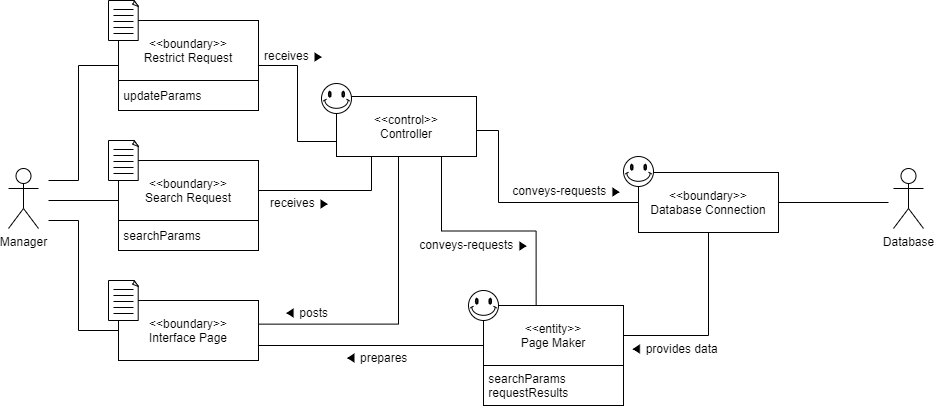 <<boundary>>
Restrict Request
updateParams
receives ▶
<<control>>
Controller
<<boundary>>
Search Request
searchParams
receives ▶
conveys-requests ▶
<<boundary>>
Database Connection
Manager
Database
conveys-requests ▶
◀ posts
<<boundary>>
Interface Page
◀ prepares
<<entity>>
Page Maker
searchParams
requestResults
◀ provides data